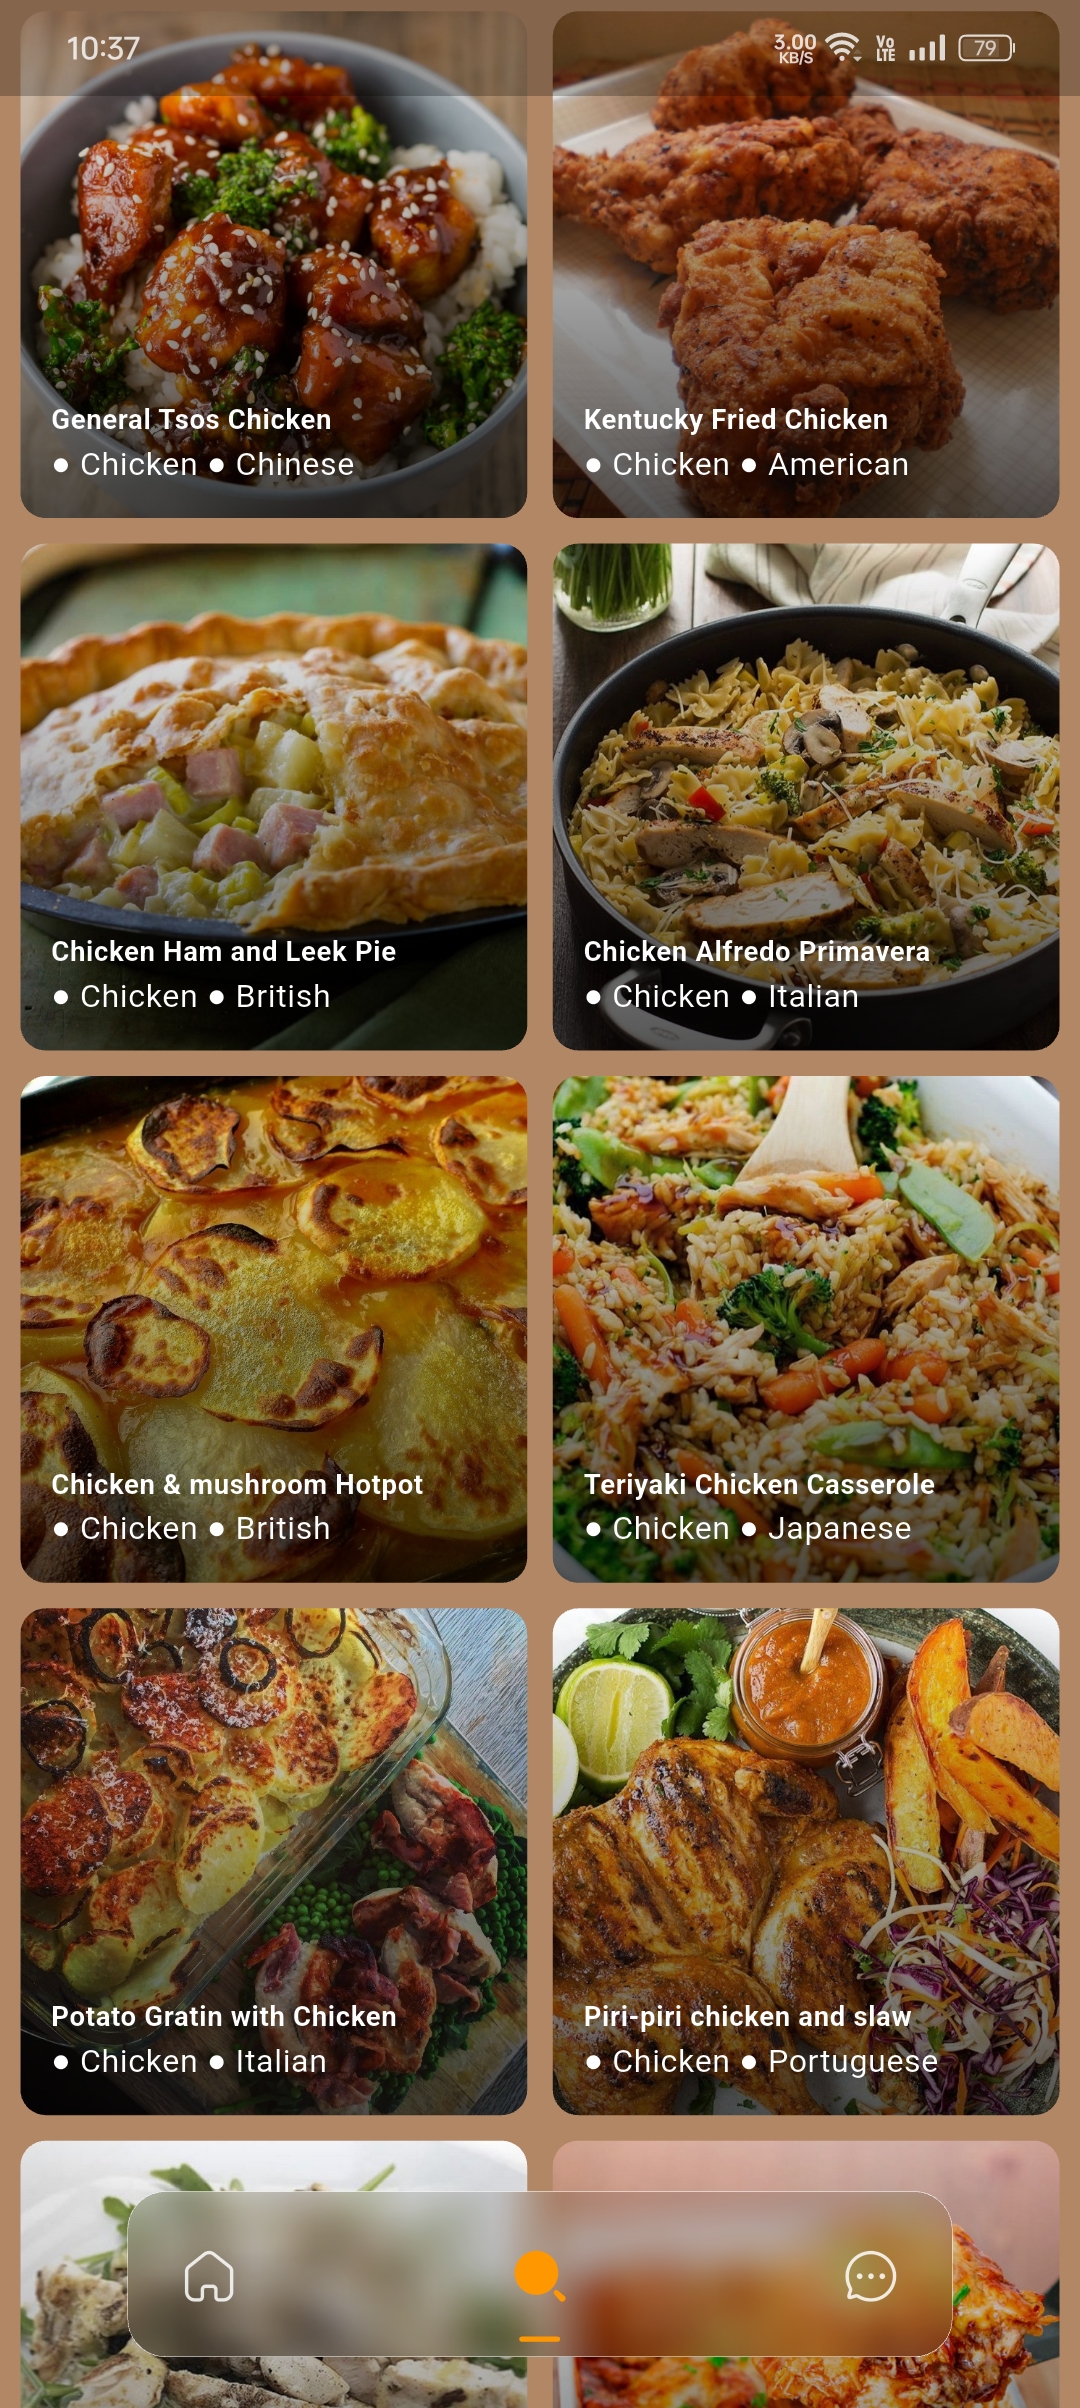 10:37
3.00
KB/S
Vo
LTE
79
General Tsos Chicken
● Chicken ● Chinese
Kentucky Fried Chicken
● Chicken ● American
Chicken Ham and Leek Pie
● Chicken ● British
Chicken Alfredo Primavera
● Chicken ● Italian
Chicken & mushroom Hotpot
● Chicken ● British
Teriyaki Chicken Casserole
● Chicken ● Japanese
Potato Gratin with Chicken
● Chicken ● Italian
Piri-piri chicken and slaw
● Chicken ● Portuguese